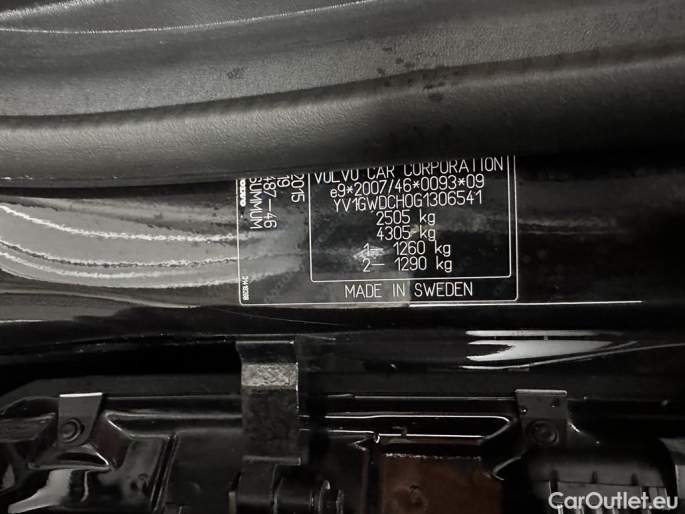 VOLVO CAR CORPORATION
e9*2007/46*0093*09
YV1GWDCH0G1306541
2505 kg
4305 kg
1— 1260 kg
2— 1290 kg
MADE IN SWEDEN
2015
487-46
SUMMUM
VOLVO
CarOutlet.eu